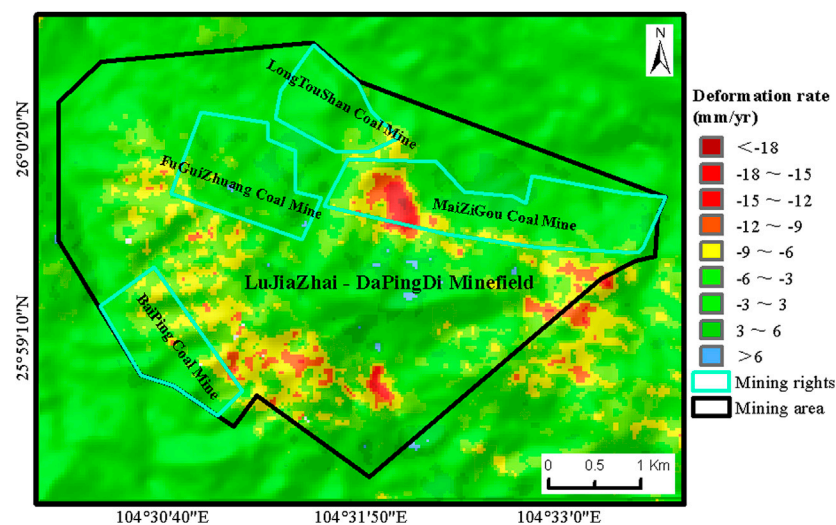 N
LongTouShan Coal Mine
FuGuiZhuang Coal Mine
MaiZiGou Coal Mine
LuJiaZhai - DaPingDi Minefield
BaiPing Coal Mine
26°0'20"N
25°59'10"N
104°30'40"E
104°31'50"E
104°33'0"E
0 0.5 1 Km
Deformation rate
(mm/yr)
<-18
-18 ~ -15
-15 ~ -12
-12 ~ -9
-9 ~ -6
-6 ~ -3
-3 ~ 3
3 ~ 6
>6
Mining rights
Mining area